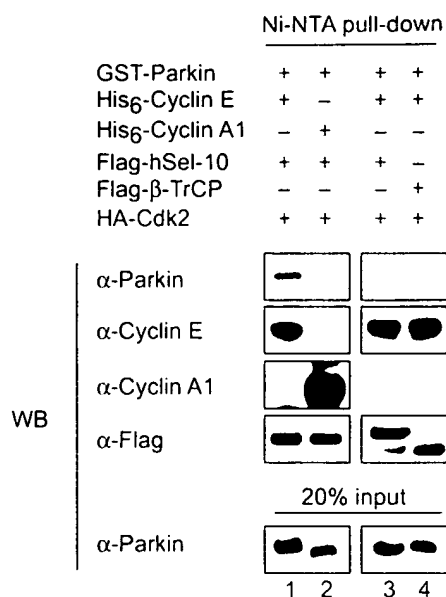 Ni-NTA pull-down
GST-Parkin + + + +
His6-Cyclin E + – + +
His6-Cyclin A1 – + – –
Flag-hSel-10 + + + –
Flag-β-TrCP – – – +
HA-Cdk2 + + + +
α-Parkin
α-Cyclin E
α-Cyclin A1
WB
α-Flag
20% input
α-Parkin
1 2 3 4